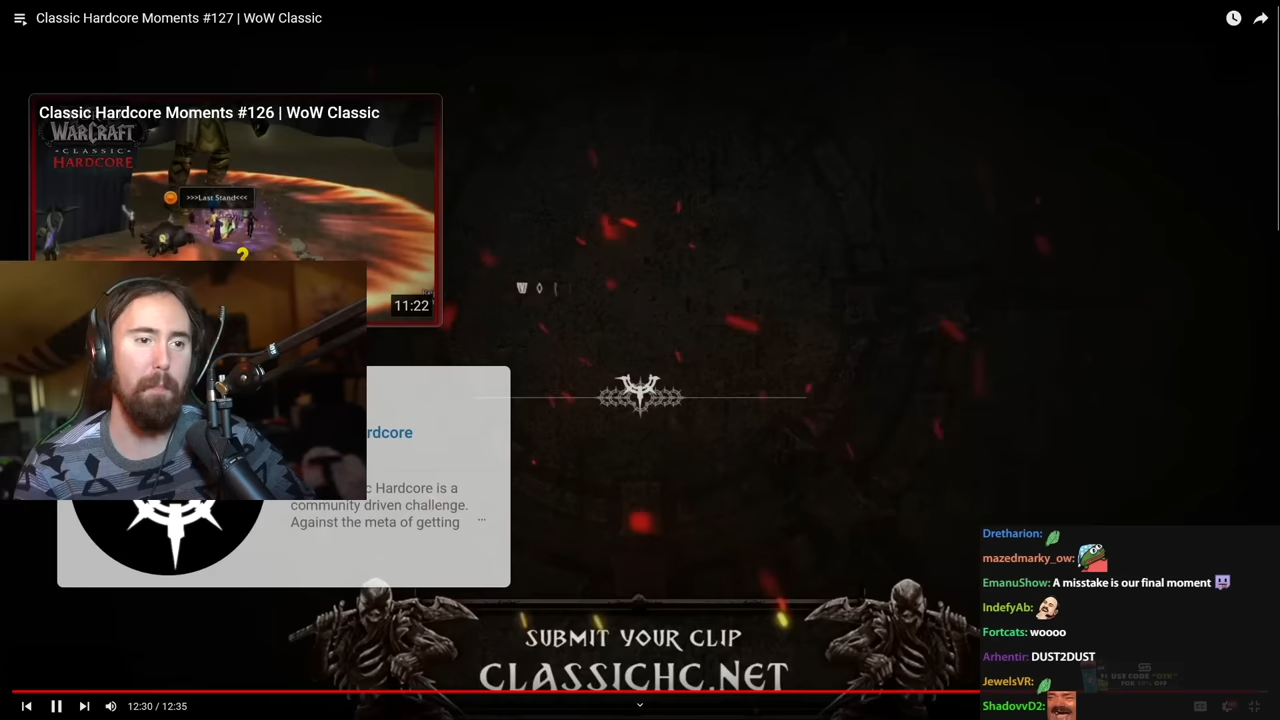 Classic Hardcore Moments #127 | WoW Classic
Classic Hardcore Moments #126 | WoW Classic
WARCRAFT
CLASSIC
HARDCORE
>>>Last Stand<<<
11:22
W O
rdcore
c Hardcore is a
community driven challenge.
Against the meta of getting ...
SUBMIT YOUR CLIP
CLASSICHC.NET
Dretharion:
mazedmarky_ow:
EmanuShow: A misstake is our final moment
IndefyAb:
Fortcats: woooo
Arhentir: DUST2DUST
JewelsVR:
ShadovvD2:
12:30 / 12:35